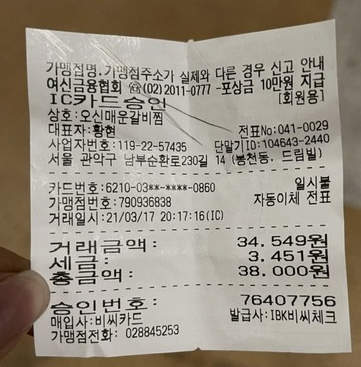 가맹점명, 가맹점주소가 실제와 다른 경우 신고 안내
여신금융협회 ☎(02)2011-0777 -포상금 10만원 지급
IC카드승인 [회원용]
상호:오신매운갈비찜
대표자:황현 전표No:041-0029
사업자번호:119-22-57435 단말기ID:104643-2440
서울 관악구 남부순환로230길 14 (봉천동, 드림빌)
카드번호:6210-03**-****-0860 일시불
가맹점번호:790936838 자동이체 전표
거래일시:21/03/17 20:17:16(IC)
거래금액: 34.549원
세금: 3.451원
총금액: 38.000원
승인번호: 76407756
매입사:비씨카드 발급사:IBK비씨체크
가맹점전화: 028845253